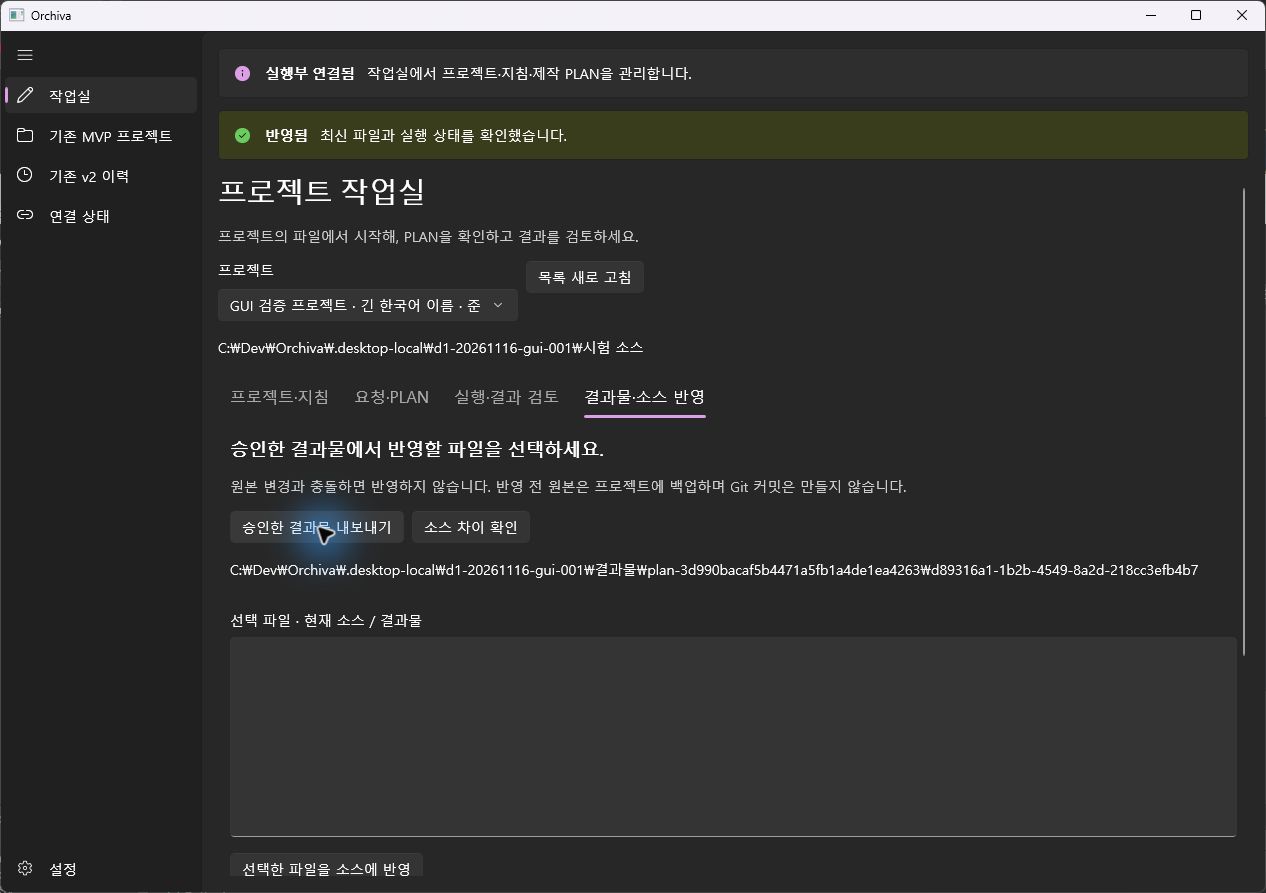 Orchiva
작업실
기존 MVP 프로젝트
기존 v2 이력
연결 상태
설정
실행부 연결됨 작업실에서 프로젝트·지침·제작 PLAN을 관리합니다.
반영됨 최신 파일과 실행 상태를 확인했습니다.
프로젝트 작업실
프로젝트의 파일에서 시작해, PLAN을 확인하고 결과를 검토하세요.
프로젝트
목록 새로 고침
GUI 검증 프로젝트 · 긴 한국어 이름 · 준
C:₩Dev₩Orchiva₩.desktop-local₩d1-20261116-gui-001₩시험 소스
프로젝트·지침 요청·PLAN 실행·결과 검토 결과물·소스 반영
승인한 결과물에서 반영할 파일을 선택하세요.
원본 변경과 충돌하면 반영하지 않습니다. 반영 전 원본은 프로젝트에 백업하며 Git 커밋은 만들지 않습니다.
승인한 결과물 내보내기 소스 차이 확인
C:₩Dev₩Orchiva₩.desktop-local₩d1-20261116-gui-001₩결과물₩plan-3d990bacaf5b4471a5fb1a4de1ea4263₩d89316a1-1b2b-4549-8a2d-218cc3efb4b7
선택 파일 · 현재 소스 / 결과물
선택한 파일을 소스에 반영